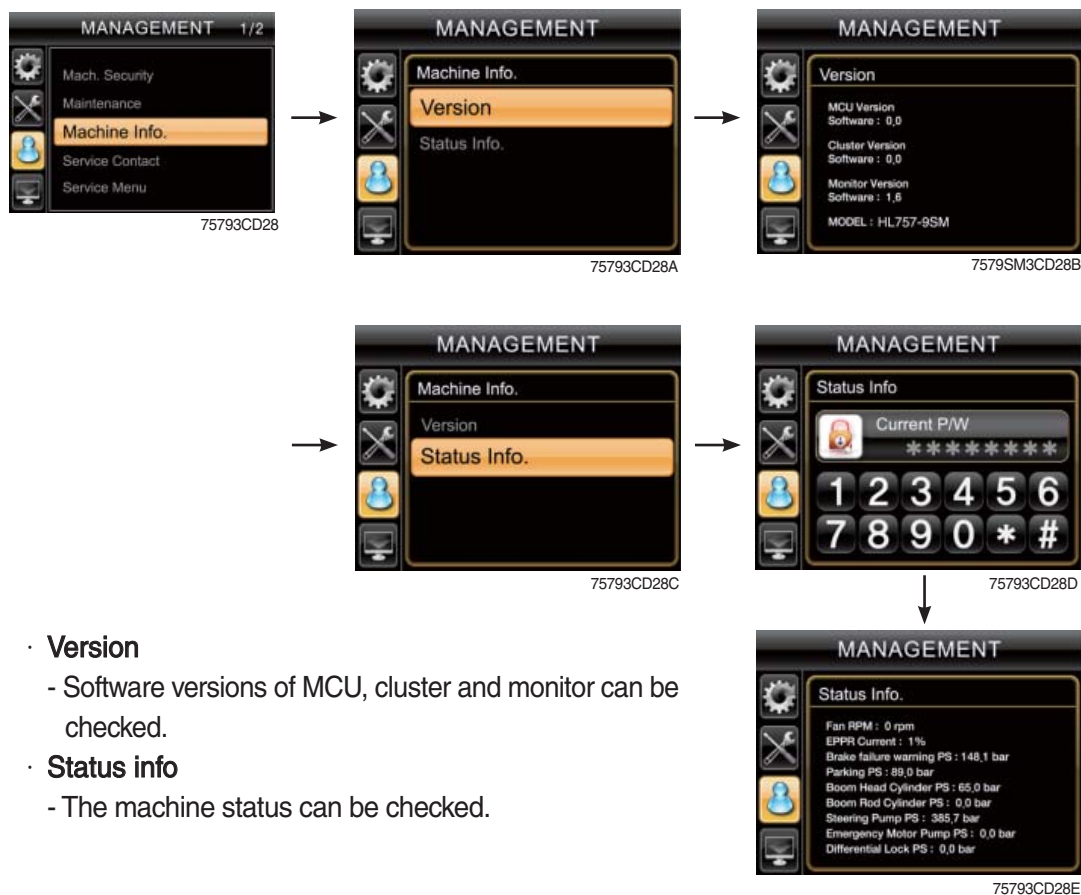 MANAGEMENT 1/2
Mach. Security
Maintenance
Machine Info.
Service Contact
Service Menu
75793CD28
MANAGEMENT
Machine Info.
Version
Status Info.
75793CD28A
MANAGEMENT
Version
MCU Version
Software : 0,0
Cluster Version
Software : 0,0
Monitor Version
Software : 1,6
MODEL : HL757-9SM
7579SM3CD28B
MANAGEMENT
Machine Info.
Version
Status Info.
75793CD28C
MANAGEMENT
Status Info
Current P/W
********
1 2 3 4 5 6
7 8 9 0 * #
75793CD28D
· Version
- Software versions of MCU, cluster and monitor can be
checked.
· Status info
- The machine status can be checked.
MANAGEMENT
Status Info.
Fan RPM : 0 rpm
EPPR Current : 1%
Brake failure warning PS : 148,1 bar
Parking PS : 89,0 bar
Boom Head Cylinder PS : 65,0 bar
Boom Rod Cylinder PS : 0,0 bar
Steering Pump PS : 385,7 bar
Emergency Motor Pump PS : 0,0 bar
Differential Lock PS : 0,0 bar
75793CD28E